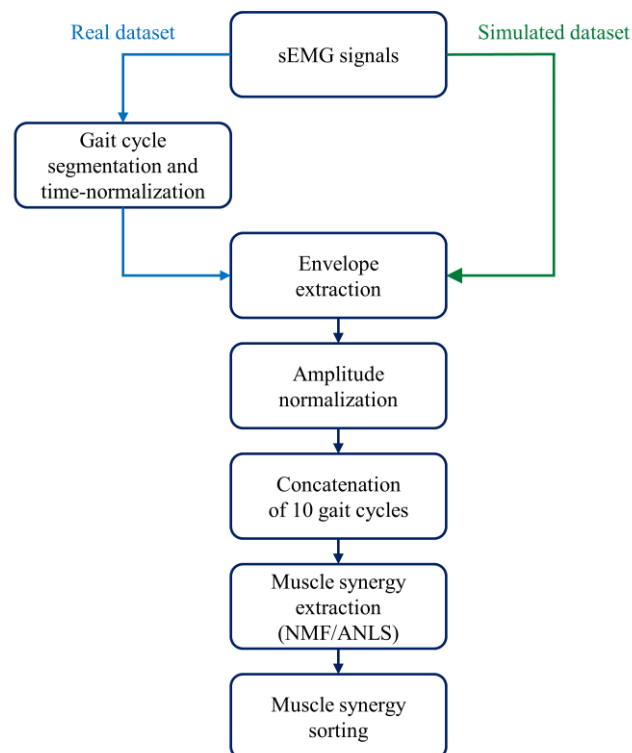 Real dataset
sEMG signals
Simulated dataset
Gait cycle
segmentation and
time-normalization
Envelope
extraction
Amplitude
normalization
Concatenation
of 10 gait cycles
Muscle synergy
extraction
(NMF/ANLS)
Muscle synergy
sorting